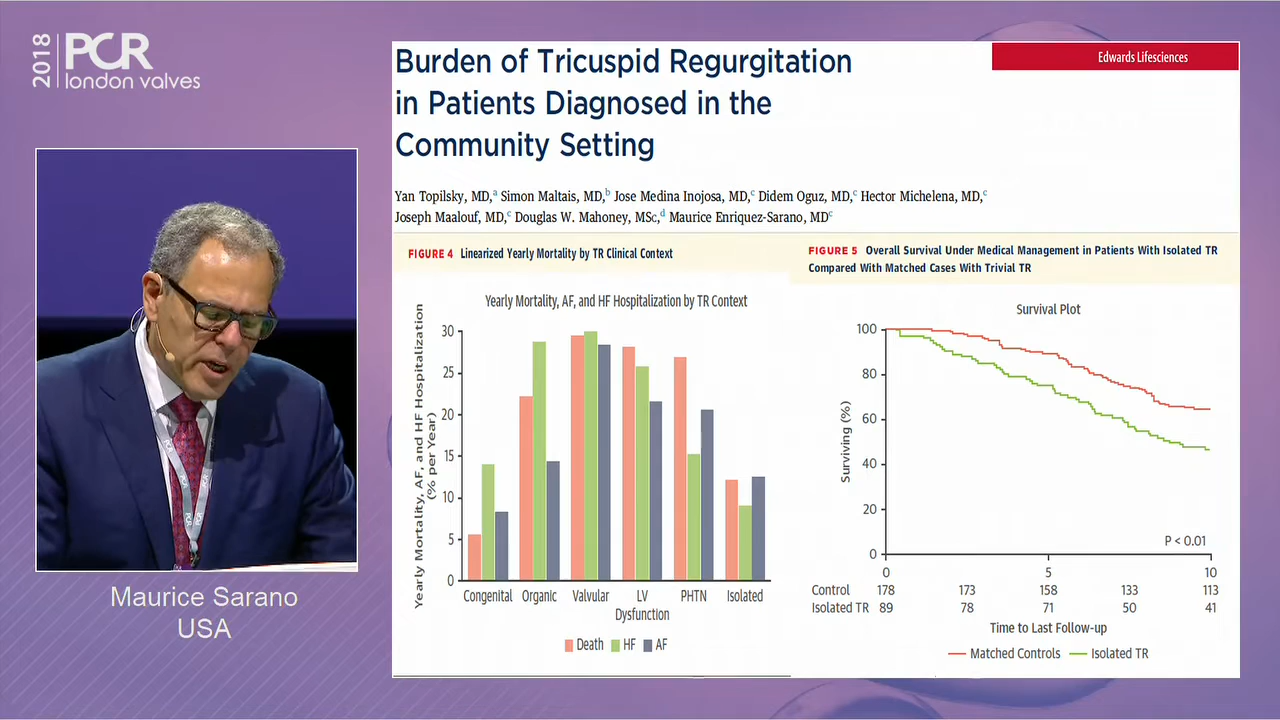 2018
PCR
london valves
Maurice Sarano
USA
Edwards Lifesciences
Burden of Tricuspid Regurgitation
in Patients Diagnosed in the
Community Setting
Yan Topilsky, MD,a Simon Maltais, MD,b Jose Medina Inojosa, MD,c Didem Oguz, MD,c Hector Michelena, MD,c
Joseph Maalouf, MD,c Douglas W. Mahoney, MSc,d Maurice Enriquez-Sarano, MDc
FIGURE 4 Linearized Yearly Mortality by TR Clinical Context
Yearly Mortality, AF, and HF Hospitalization by TR Context
Yearly Mortality, AF, and HF Hospitalization
(% per Year)
30
25
20
15
10
5
0
Congenital Organic Valvular LV PHTN Isolated
Dysfunction
Death HF AF
FIGURE 5 Overall Survival Under Medical Management in Patients With Isolated TR
Compared With Matched Cases With Trivial TR
Survival Plot
Surviving (%)
100
80
60
40
20
0
P < 0.01
0 5 10
Control 178 173 158 133 113
Isolated TR 89 78 71 50 41
Time to Last Follow-up
Matched Controls Isolated TR